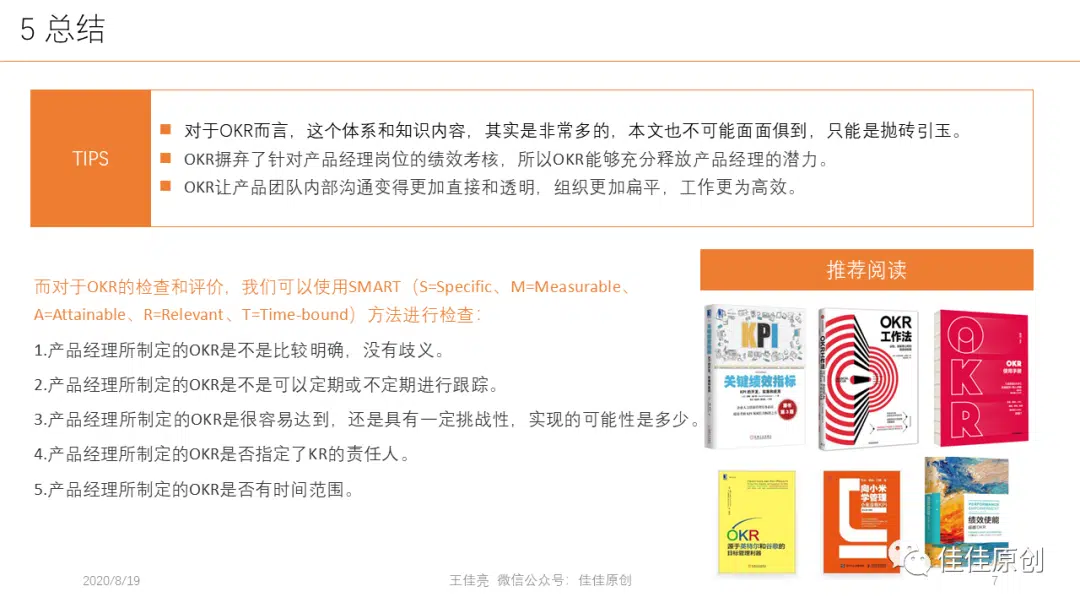 5 总结
TIPS
对于OKR而言，这个体系和知识内容，其实是非常多的，本文也不可能面面俱到，只能是抛砖引玉。
OKR摒弃了针对产品经理岗位的绩效考核，所以OKR能够充分释放产品经理的潜力。
OKR让产品团队内部沟通变得更加直接和透明，组织更加扁平，工作更为高效。
而对于OKR的检查和评价，我们可以使用SMART（S=Specific、M=Measurable、
A=Attainable、R=Relevant、T=Time-bound）方法进行检查：
1.产品经理所制定的OKR是不是比较明确，没有歧义。
2.产品经理所制定的OKR是不是可以定期或不定期进行跟踪。
3.产品经理所制定的OKR是很容易达到，还是具有一定挑战性，实现的可能性是多少。
4.产品经理所制定的OKR是否指定了KR的责任人。
5.产品经理所制定的OKR是否有时间范围。
推荐阅读
KPI
关键绩效指标
OKR
工作法
OKR
OKR
使用手册
OKR
源于英特尔和谷歌的
目标管理利器
向小米
学管理
绩效使能
超越OKR
佳佳原创
2020/8/19
王佳亮 微信公众号：佳佳原创
7